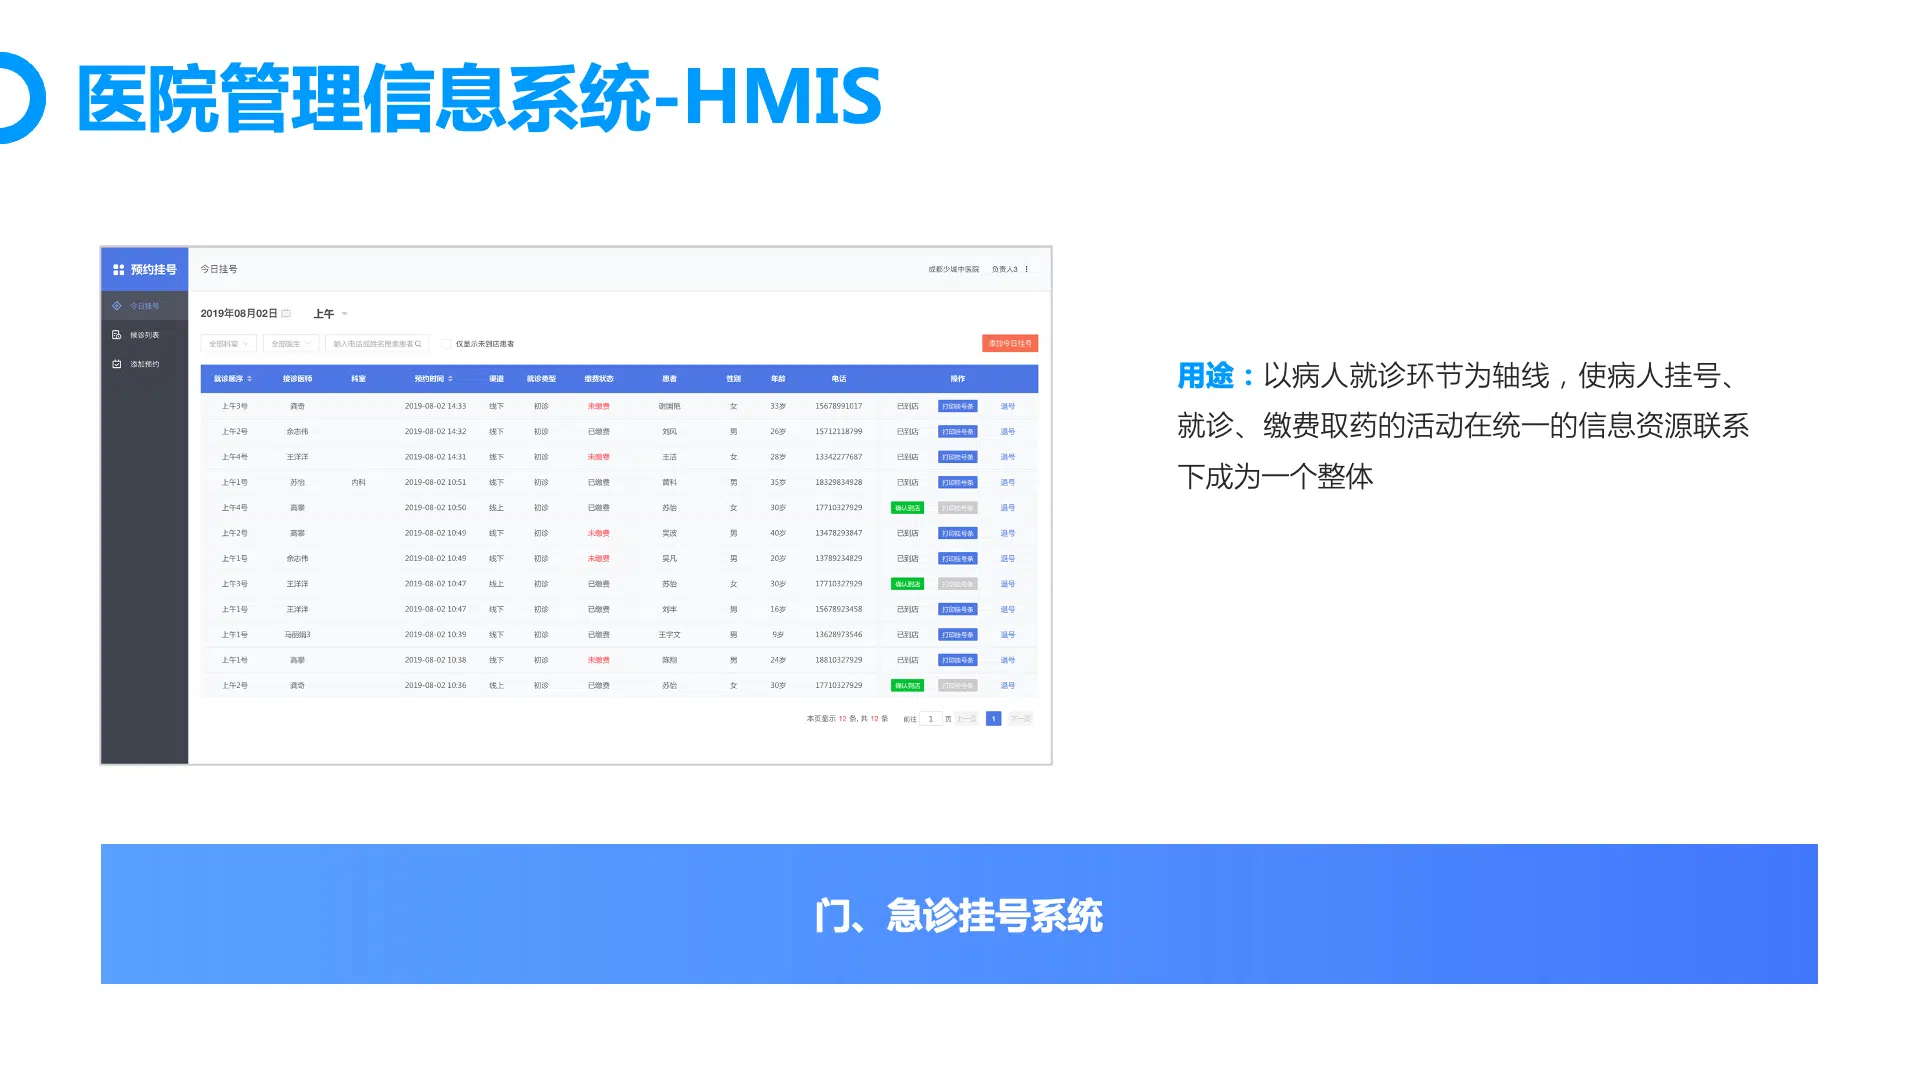 医院管理信息系统-HMIS
预约挂号
今日挂号
成都少城中医院 负责人3
今日挂号
候诊列表
添加预约
2019年08月02日 上午
全部科室 全部医生 输入电话或姓名搜索患者 仅显示未到店患者 添加今日挂号
就诊顺序 接诊医师 科室 预约时间 渠道 就诊类型 缴费状态 患者 性别 年龄 电话 操作
上午3号 龚奇 2019-08-02 14:33 线下 初诊 未缴费 谢国艳 女 33岁 15678991017 已到店 打印挂号条 退号
上午2号 余志伟 2019-08-02 14:32 线下 初诊 已缴费 刘风 男 26岁 15712118799 已到店 打印挂号条 退号
上午4号 王洋洋 2019-08-02 14:31 线下 初诊 未缴费 王洁 女 28岁 13342277687 已到店 打印挂号条 退号
上午1号 苏怡 内科 2019-08-02 10:51 线下 初诊 已缴费 黄科 男 35岁 18329834928 已到店 打印挂号条 退号
上午4号 高攀 2019-08-02 10:50 线上 初诊 已缴费 苏怡 女 30岁 17710327929 确认到店 打印挂号条 退号
上午2号 高攀 2019-08-02 10:49 线下 初诊 未缴费 吴波 男 40岁 13478293847 已到店 打印挂号条 退号
上午1号 余志伟 2019-08-02 10:49 线下 初诊 未缴费 吴凡 男 20岁 13789234829 已到店 打印挂号条 退号
上午3号 王洋洋 2019-08-02 10:47 线上 初诊 已缴费 苏怡 女 30岁 17710327929 确认到店 打印挂号条 退号
上午1号 王洋洋 2019-08-02 10:47 线下 初诊 已缴费 刘丰 男 16岁 15678923458 已到店 打印挂号条 退号
上午1号 马丽娟3 2019-08-02 10:39 线下 初诊 已缴费 王宇文 男 9岁 13628973546 已到店 打印挂号条 退号
上午1号 高攀 2019-08-02 10:38 线下 初诊 未缴费 陈翔 男 24岁 18810327929 已到店 打印挂号条 退号
上午2号 龚奇 2019-08-02 10:36 线上 初诊 已缴费 苏怡 女 30岁 17710327929 确认到店 打印挂号条 退号
本页显示 12 条, 共 12 条 前往 1 页 上一页 1 下一页
用途：以病人就诊环节为轴线，使病人挂号、
就诊、缴费取药的活动在统一的信息资源联系
下成为一个整体
门、急诊挂号系统